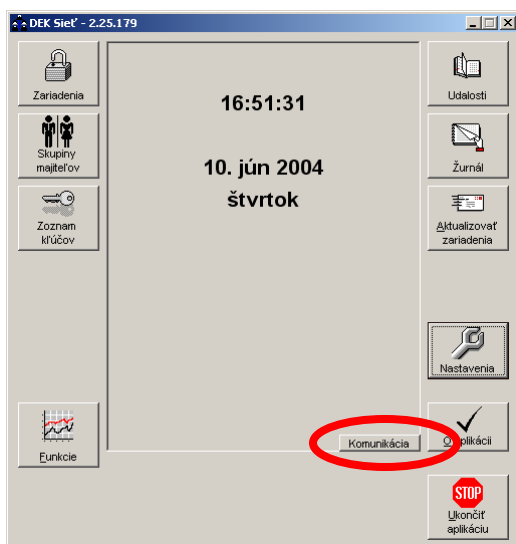 DEK Sieť - 2.25.179
Zariadenia
Skupiny
majiteľov
Zoznam
kľúčov
Funkcie
16:51:31
10. jún 2004
štvrtok
Komunikácia
Udalosti
Žurnál
Aktualizovať
zariadenia
Nastavenia
O aplikácii
STOP
Ukončiť
aplikáciu